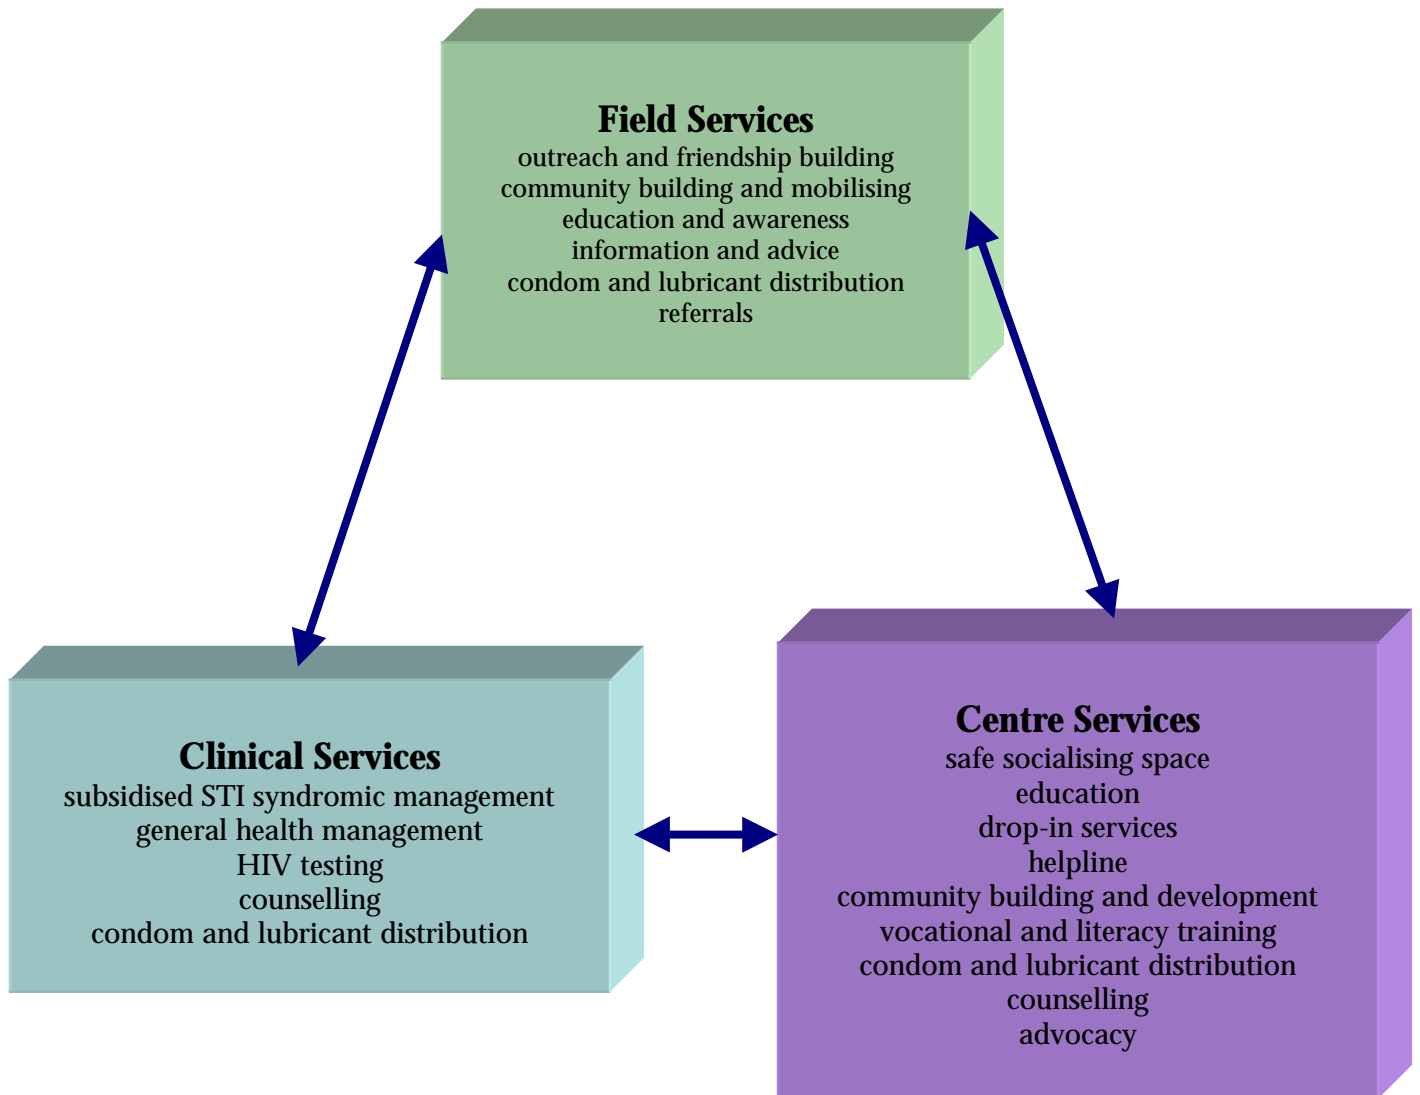 Field Services
outreach and friendship building
community building and mobilising
education and awareness
information and advice
condom and lubricant distribution
referrals
Clinical Services
subsidised STI syndromic management
general health management
HIV testing
counselling
condom and lubricant distribution
Centre Services
safe socialising space
education
drop-in services
helpline
community building and development
vocational and literacy training
condom and lubricant distribution
counselling
advocacy